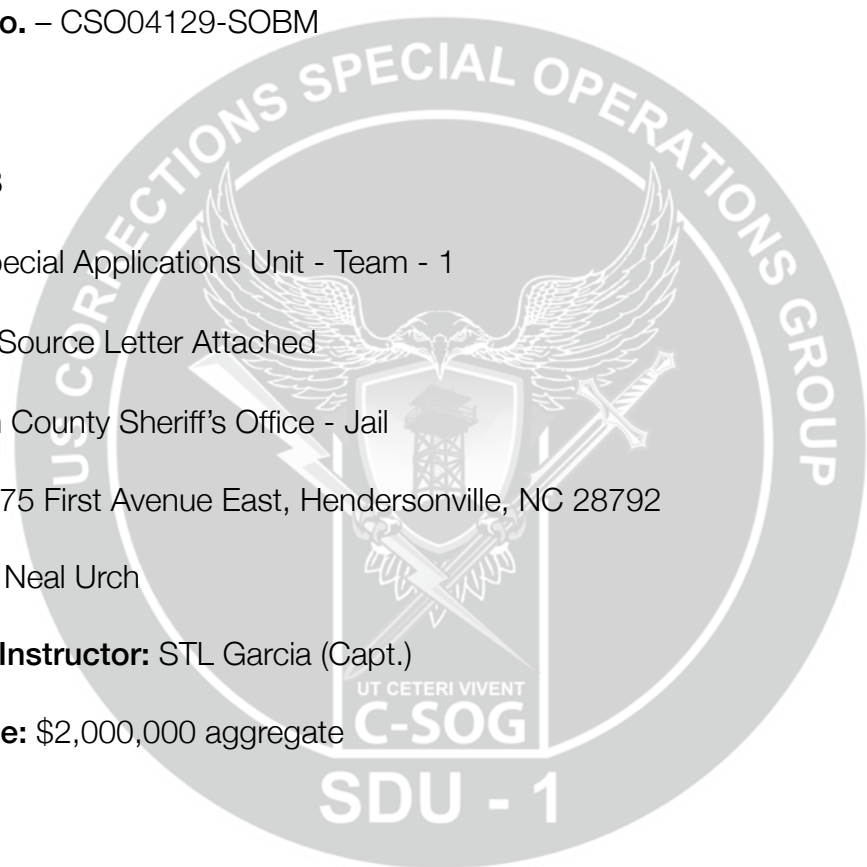 o. – CSO04129-SOBM
pecial Applications Unit - Team - 1
Source Letter Attached
County Sheriff's Office - Jail
75 First Avenue East, Hendersonville, NC 28792
Neal Urch
Instructor: STL Garcia (Capt.)
e: $2,000,000 aggregate
US CORRECTIONS SPECIAL OPERATIONS GROUP
UT CETERI VIVENT
C-SOG
SDU - 1